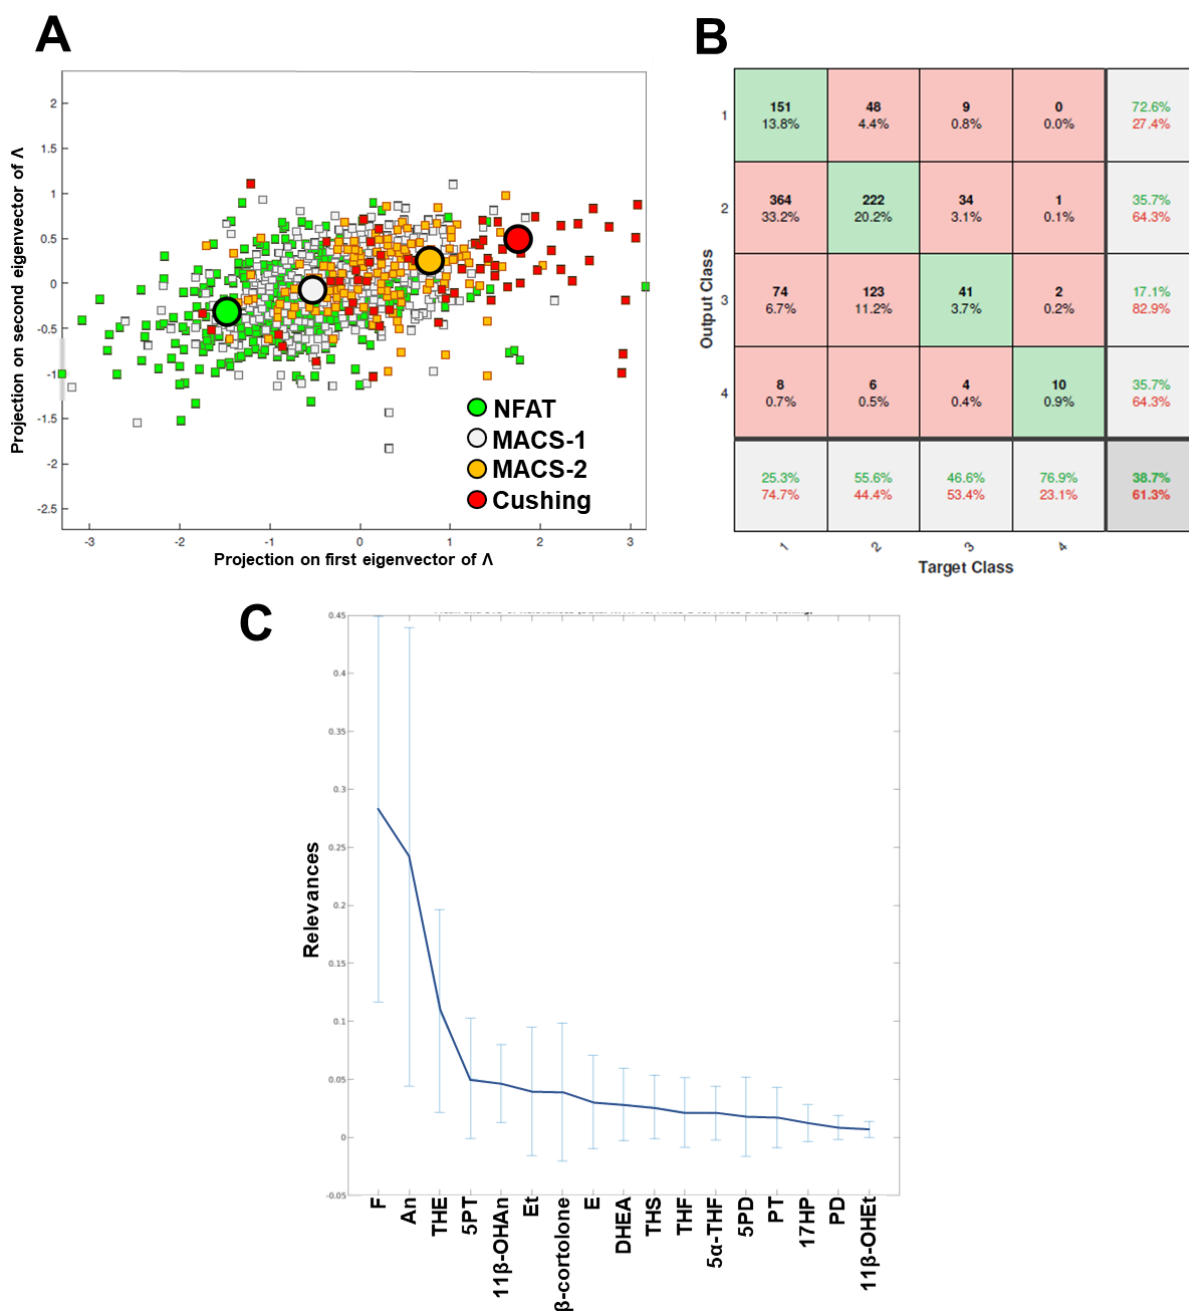 A
Projection on second eigenvector of Λ
2
1.5
1
0.5
0
-0.5
-1
-1.5
-2
-2.5
-3
-2
-1
0
1
2
3
Projection on first eigenvector of Λ
NFAT
MACS-1
MACS-2
Cushing
B
Output Class
1
151
13.8%
48
4.4%
9
0.8%
0
0.0%
72.6%
27.4%
2
364
33.2%
222
20.2%
34
3.1%
1
0.1%
35.7%
64.3%
3
74
6.7%
123
11.2%
41
3.7%
2
0.2%
17.1%
82.9%
4
8
0.7%
6
0.5%
4
0.4%
10
0.9%
35.7%
64.3%
25.3%
74.7%
55.6%
44.4%
46.6%
53.4%
76.9%
23.1%
38.7%
61.3%
1
2
3
4
Target Class
C
Relevances
0.45
0.4
0.35
0.3
0.25
0.2
0.15
0.1
0.05
0
-0.05
F
An
THE
5PT
11β-OHAn
Et
β-cortolone
E
DHEA
THS
THF
5α-THF
5PD
PT
17HP
PD
11β-OHEt